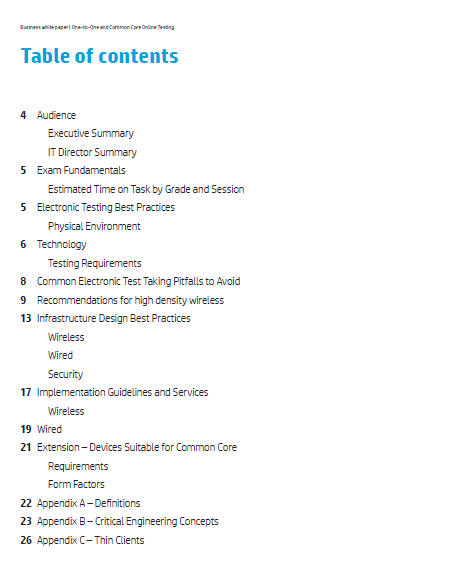 Business white paper | One-to-One and Common Core Online Testing
Table of contents
4 Audience
Executive Summary
IT Director Summary
5 Exam Fundamentals
Estimated Time on Task by Grade and Session
5 Electronic Testing Best Practices
Physical Environment
6 Technology
Testing Requirements
8 Common Electronic Test Taking Pitfalls to Avoid
9 Recommendations for high density wireless
13 Infrastructure Design Best Practices
Wireless
Wired
Security
17 Implementation Guidelines and Services
Wireless
19 Wired
21 Extension – Devices Suitable for Common Core
Requirements
Form Factors
22 Appendix A – Definitions
23 Appendix B – Critical Engineering Concepts
26 Appendix C – Thin Clients